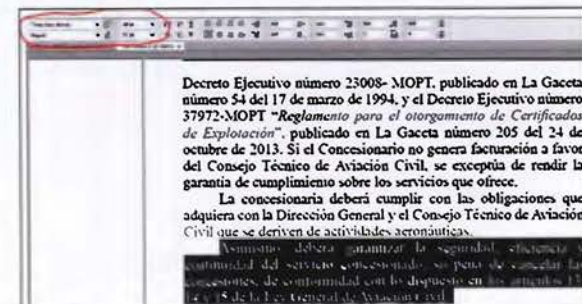 Decreto Ejecutivo número 23008- MOPT, publicado en La Gaceta
número 54 del 17 de marzo de 1994, y el Decreto Ejecutivo número
37972-MOPT “Reglamento para el otorgamiento de Certificados
de Explotación”, publicado en La Gaceta número 205 del 24 de
octubre de 2013. Si el Concesionario no genera facturación a favor
del Consejo Técnico de Aviación Civil, se exceptúa de rendir la
garantía de cumplimiento sobre los servicios que ofrece.
La concesionaria deberá cumplir con las obligaciones que
adquiera con la Dirección General y el Consejo Técnico de Aviación
Civil que se deriven de actividades aeronáuticas.
Asimismo deberá garantizar la seguridad, eficiencia y
continuidad del servicio concesionado, so pena de cancelar las
concesiones, de conformidad con lo dispuesto en los artículos
de la Ley General de Aviación Civil